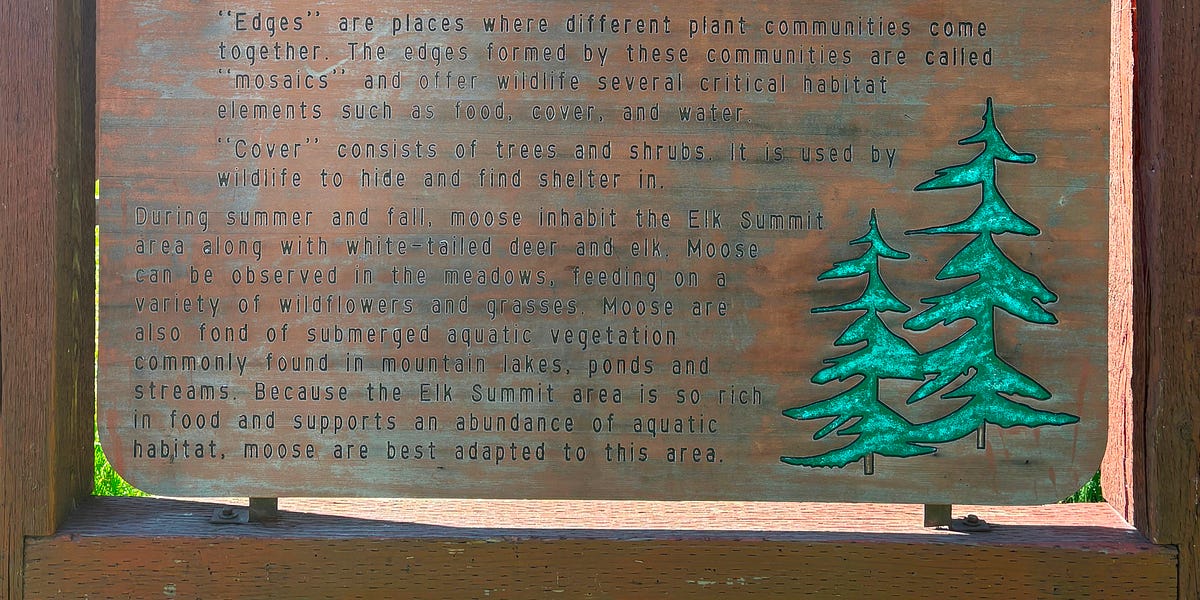 "Edges" are places where different plant communities come
together. The edges formed by these communities are called
"mosaics" and offer wildlife several critical habitat
elements such as food, cover, and water.
"Cover" consists of trees and shrubs. It is used by
wildlife to hide and find shelter in.
During summer and fall, moose inhabit the Elk Summit
area along with white-tailed deer and elk. Moose
can be observed in the meadows, feeding on a
variety of wildflowers and grasses. Moose are
also fond of submerged aquatic vegetation
commonly found in mountain lakes, ponds and
streams. Because the Elk Summit area is so rich
in food and supports an abundance of aquatic
habitat, moose are best adapted to this area.